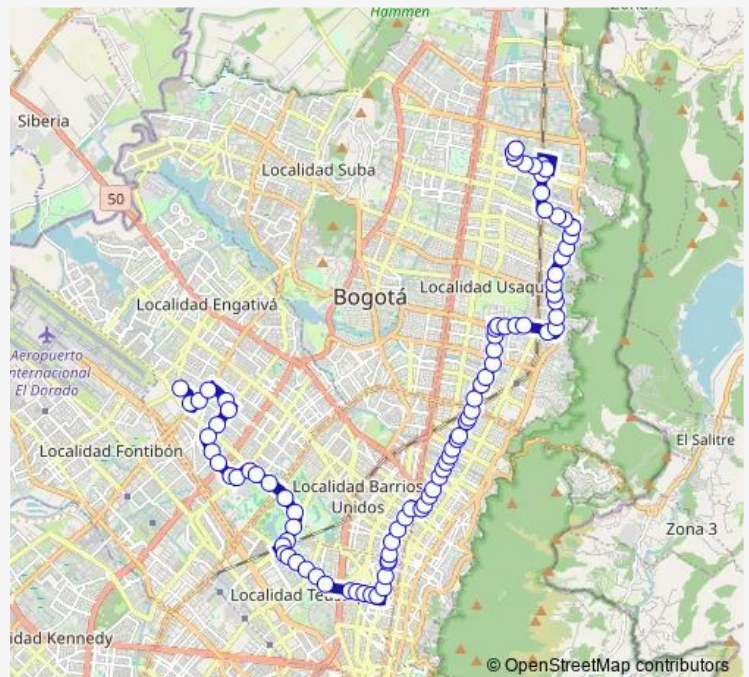 Hammen
Siberia
Localidad Suba
50
Localidad Usaqu
Bogotá
Localidad Engativá
Aeropuerto
nternacional
El Dorado
El Salitre
Localidad Fontibón
Localidad Barrios
Unidos
Zona 3
Localidad Teus
idad Kennedy
© OpenStreetMap contributors